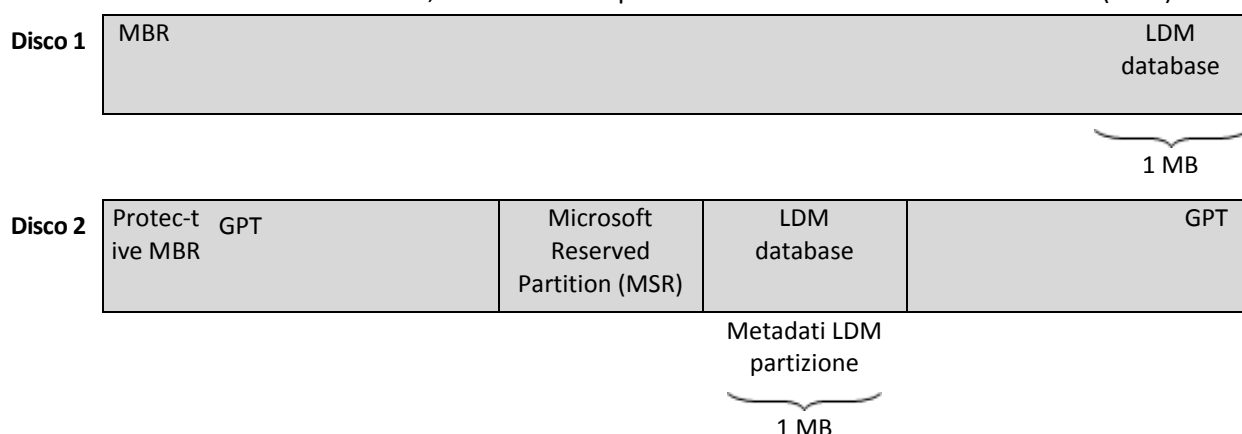 Disco 1
MBR
LDM
database
1 MB
Disco 2
Protec-t
ive MBR
GPT
Microsoft
Reserved
Partition (MSR)
LDM
database
GPT
Metadati LDM
partizione
1 MB